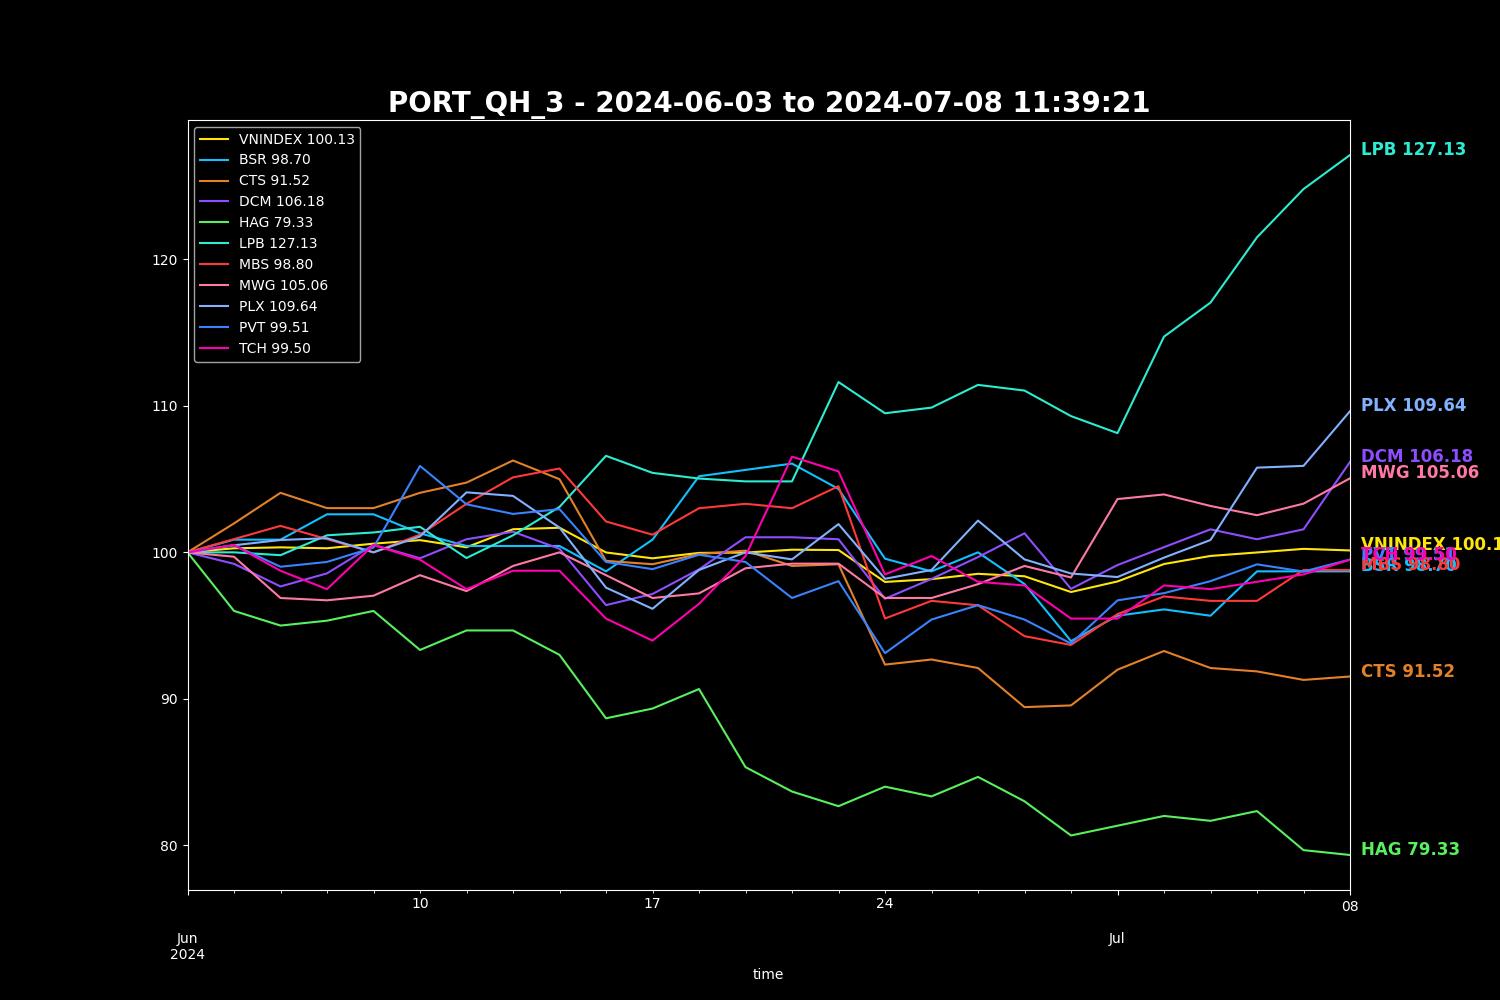 PORT_QH_3 - 2024-06-03 to 2024-07-08 11:39:21
VNINDEX 100.13
BSR 98.70
CTS 91.52
DCM 106.18
HAG 79.33
LPB 127.13
MBS 98.80
MWG 105.06
PLX 109.64
PVT 99.51
TCH 99.50
120
110
100
90
80
LPB 127.13
PLX 109.64
DCM 106.18
MWG 105.06
VNINDEX 100.1
CTS 91.52
HAG 79.33
10
17
24
08
Jun
2024
Jul
time